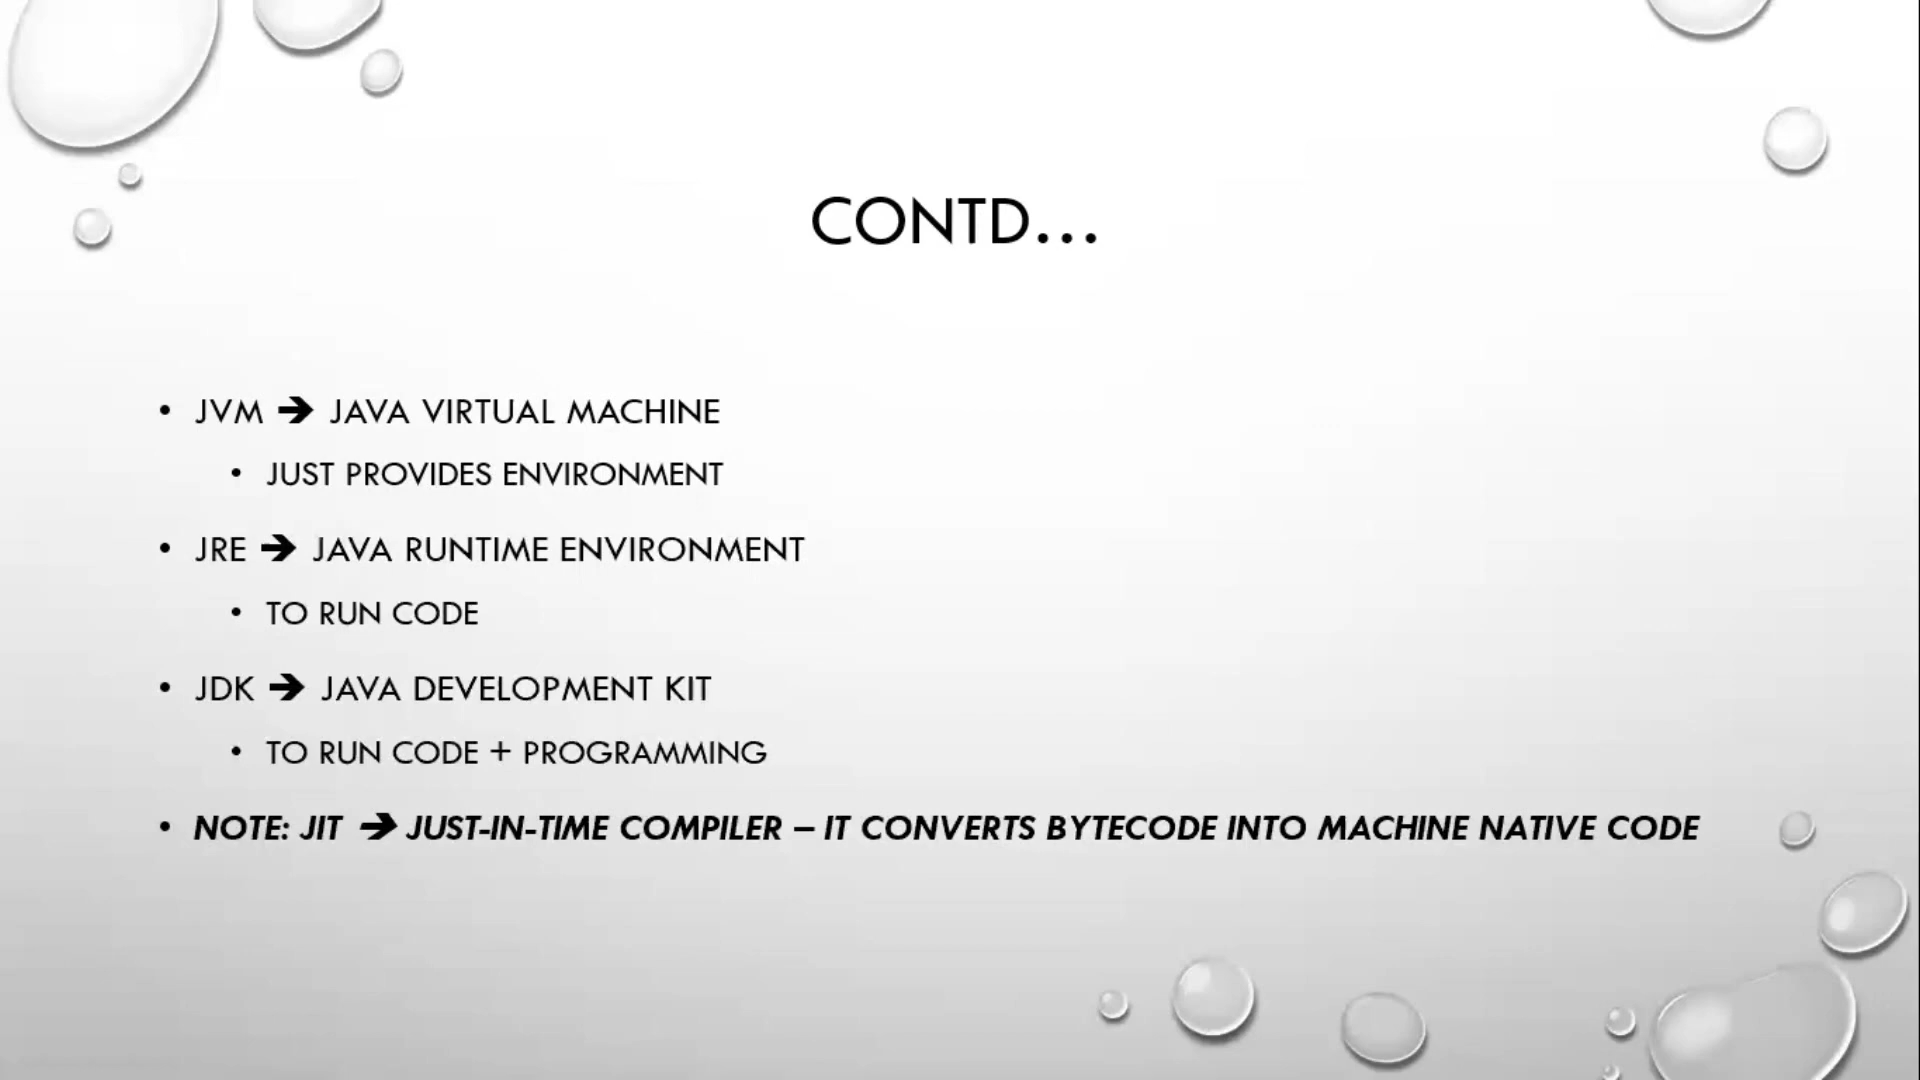 CONTD...
• JVM ➔ JAVA VIRTUAL MACHINE
• JUST PROVIDES ENVIRONMENT
• JRE ➔ JAVA RUNTIME ENVIRONMENT
• TO RUN CODE
• JDK ➔ JAVA DEVELOPMENT KIT
• TO RUN CODE + PROGRAMMING
• NOTE: JIT ➔ JUST-IN-TIME COMPILER – IT CONVERTS BYTECODE INTO MACHINE NATIVE CODE